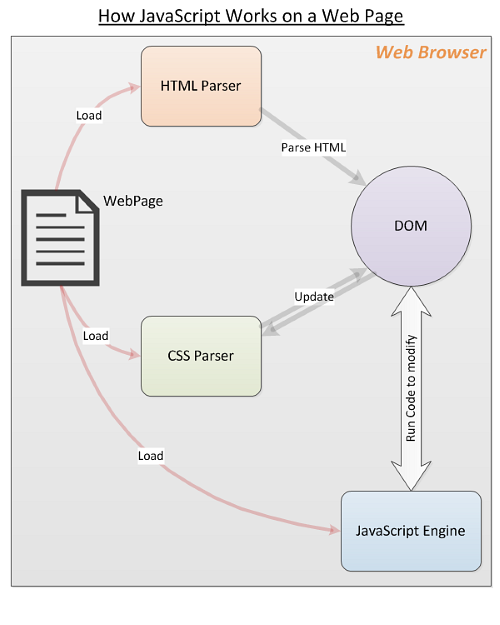 How JavaScript Works on a Web Page
Web Browser
HTML Parser
Load
Parse HTML
WebPage
DOM
Update
Load
CSS Parser
Run Code to modify
Load
JavaScript Engine